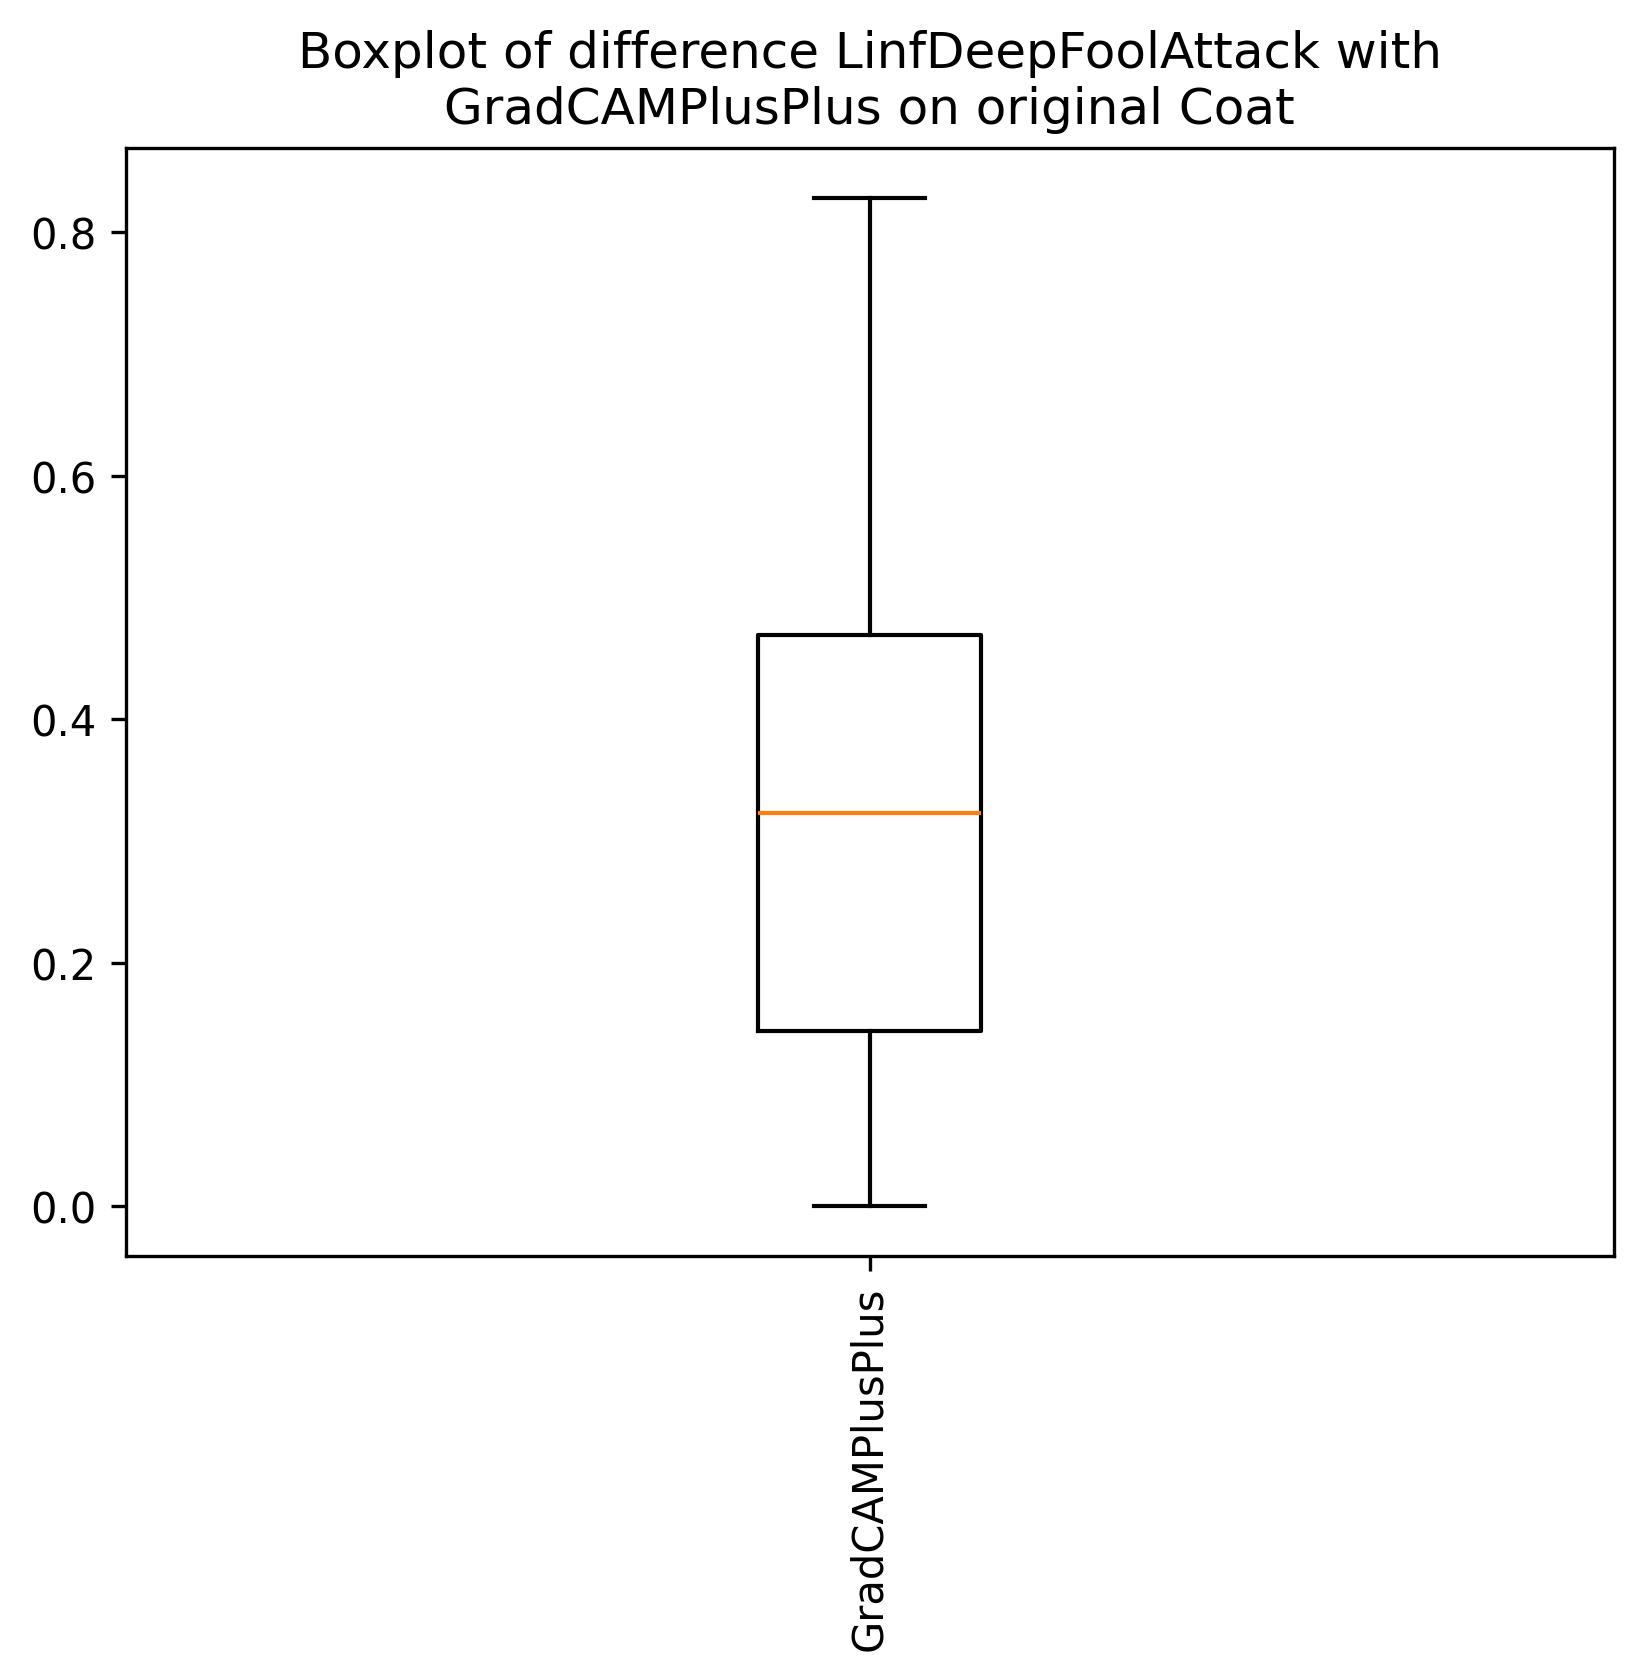 Boxplot of difference LinfDeepFoolAttack with
GradCAMPlusPlus on original Coat
0.8
0.6
0.4
0.2
0.0
GradCAMPlusPlus